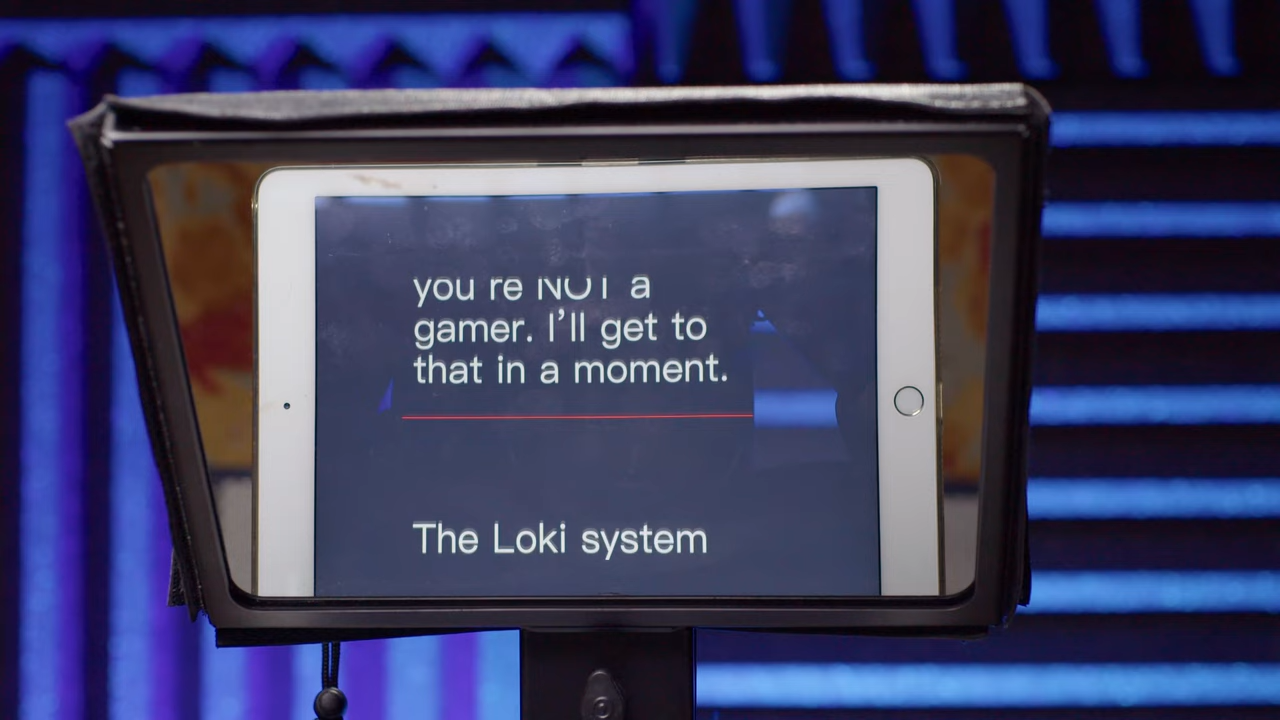 you're NOT a
gamer. I'll get to
that in a moment.
The Loki system